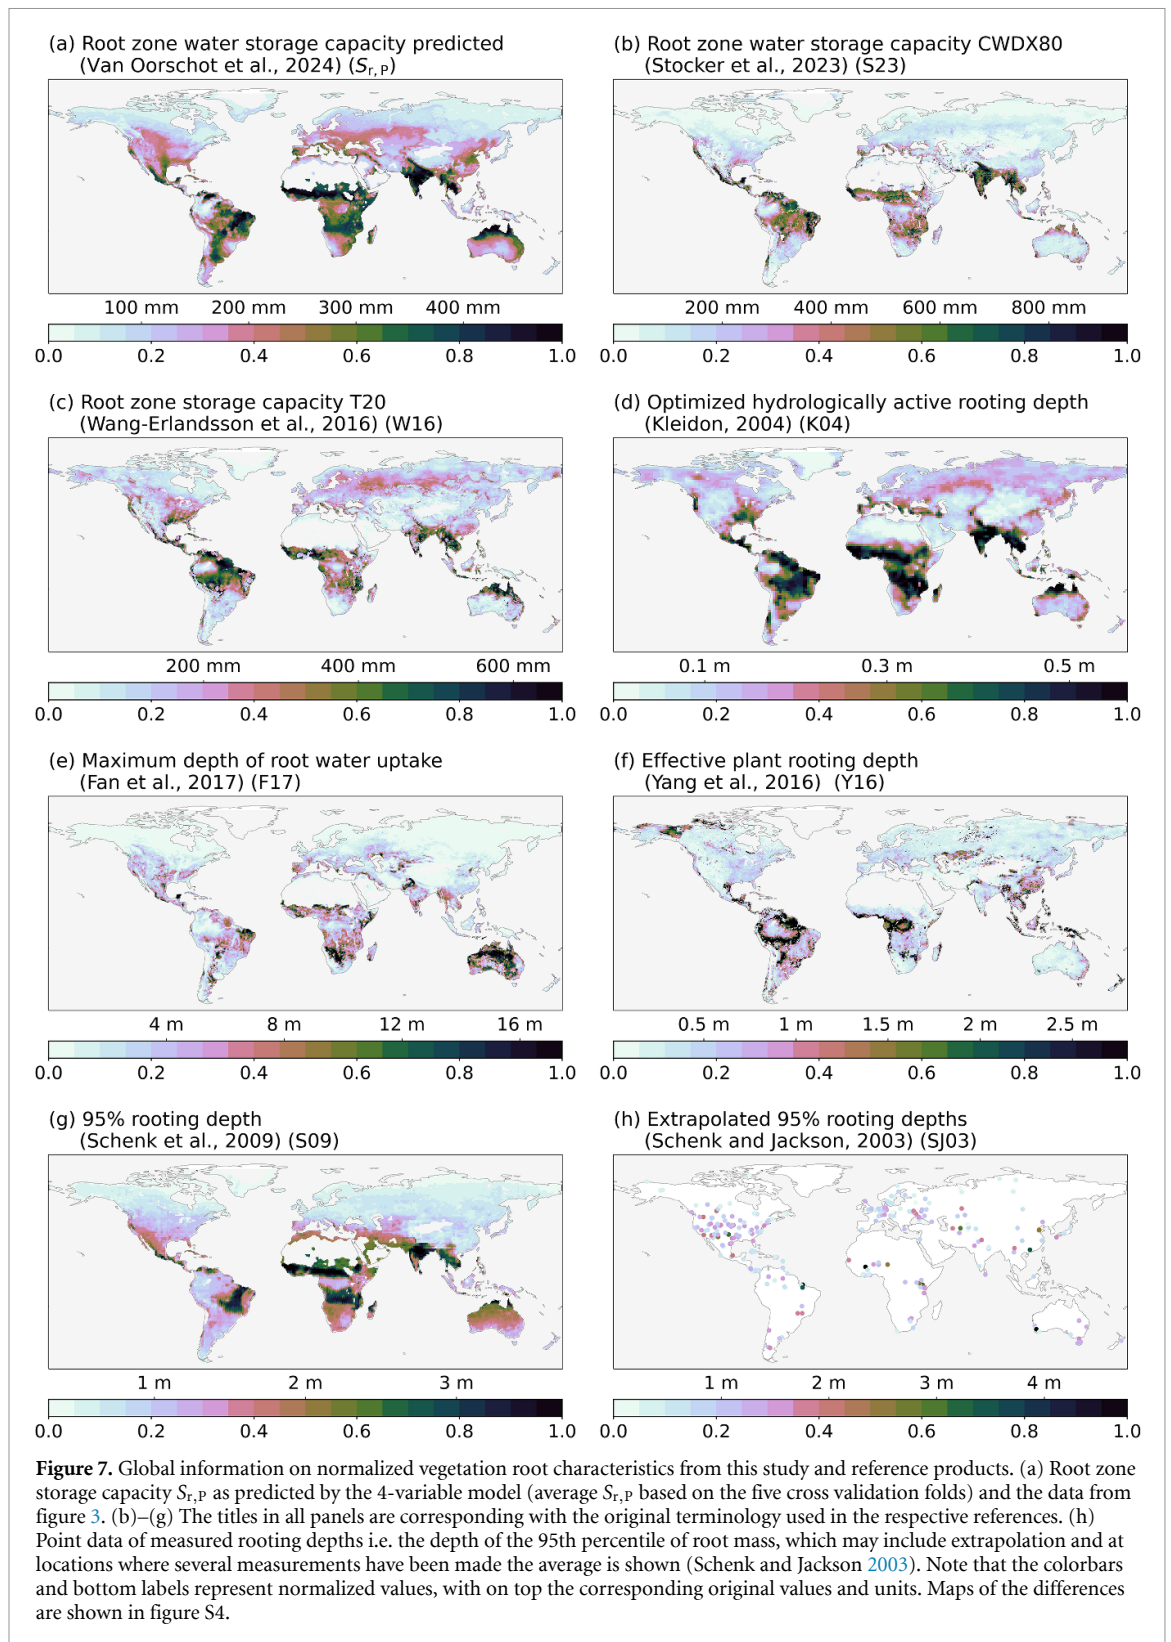 (a) Root zone water storage capacity predicted
(Van Oorschot et al., 2024) (Sr, P)
(b) Root zone water storage capacity CWDX80
(Stocker et al., 2023) (S23)
100 mm 200 mm 300 mm 400 mm
0.0 0.2 0.4 0.6 0.8 1.0
200 mm 400 mm 600 mm 800 mm
0.0 0.2 0.4 0.6 0.8 1.0
(c) Root zone storage capacity T20
(Wang-Erlandsson et al., 2016) (W16)
(d) Optimized hydrologically active rooting depth
(Kleidon, 2004) (K04)
200 mm 400 mm 600 mm
0.0 0.2 0.4 0.6 0.8 1.0
0.1 m 0.3 m 0.5 m
0.0 0.2 0.4 0.6 0.8 1.0
(e) Maximum depth of root water uptake
(Fan et al., 2017) (F17)
(f) Effective plant rooting depth
(Yang et al., 2016) (Y16)
4 m 8 m 12 m 16 m
0.0 0.2 0.4 0.6 0.8 1.0
0.5 m 1 m 1.5 m 2 m 2.5 m
0.0 0.2 0.4 0.6 0.8 1.0
(g) 95% rooting depth
(Schenk et al., 2009) (S09)
(h) Extrapolated 95% rooting depths
(Schenk and Jackson, 2003) (SJ03)
1 m 2 m 3 m
0.0 0.2 0.4 0.6 0.8 1.0
1 m 2 m 3 m 4 m
0.0 0.2 0.4 0.6 0.8 1.0
Figure 7. Global information on normalized vegetation root characteristics from this study and reference products. (a) Root zone
storage capacity Sr,P as predicted by the 4-variable model (average Sr,P based on the five cross validation folds) and the data from
figure 3. (b)–(g) The titles in all panels are corresponding with the original terminology used in the respective references. (h)
Point data of measured rooting depths i.e. the depth of the 95th percentile of root mass, which may include extrapolation and at
locations where several measurements have been made the average is shown (Schenk and Jackson 2003). Note that the colorbars
and bottom labels represent normalized values, with on top the corresponding original values and units. Maps of the differences
are shown in figure S4.